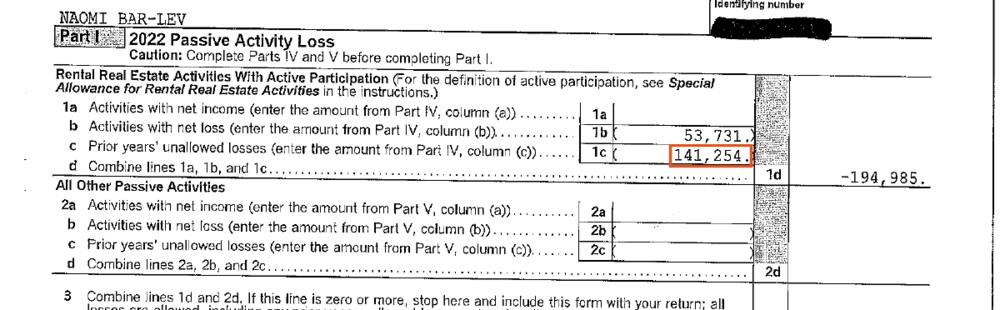 Identifying number
NAOMI BAR-LEV
Part I 2022 Passive Activity Loss
Caution: Complete Parts IV and V before completing Part I.
Rental Real Estate Activities With Active Participation (For the definition of active participation, see Special
Allowance for Rental Real Estate Activities in the instructions.)
1a Activities with net income (enter the amount from Part IV, column (a)) ......... 1a
b Activities with net loss (enter the amount from Part IV, column (b)) ............ 1b ( 53,731.)
c Prior years' unallowed losses (enter the amount from Part IV, column (c)) ...... 1c ( 141,254.
d Combine lines 1a, 1b, and 1c ........ 1d -194,985.
All Other Passive Activities
2a Activities with net income (enter the amount from Part V, column (a)) .......... 2a
b Activities with net loss (enter the amount from Part V, column (b)) ............. 2b ( )
c Prior years' unallowed losses (enter the amount from Part V, column (c)) ....... 2c ( )
d Combine lines 2a, 2b, and 2c ........ 2d
3 Combine lines 1d and 2d. If this line is zero or more, stop here and include this form with your return; all
losses are allowed, including any